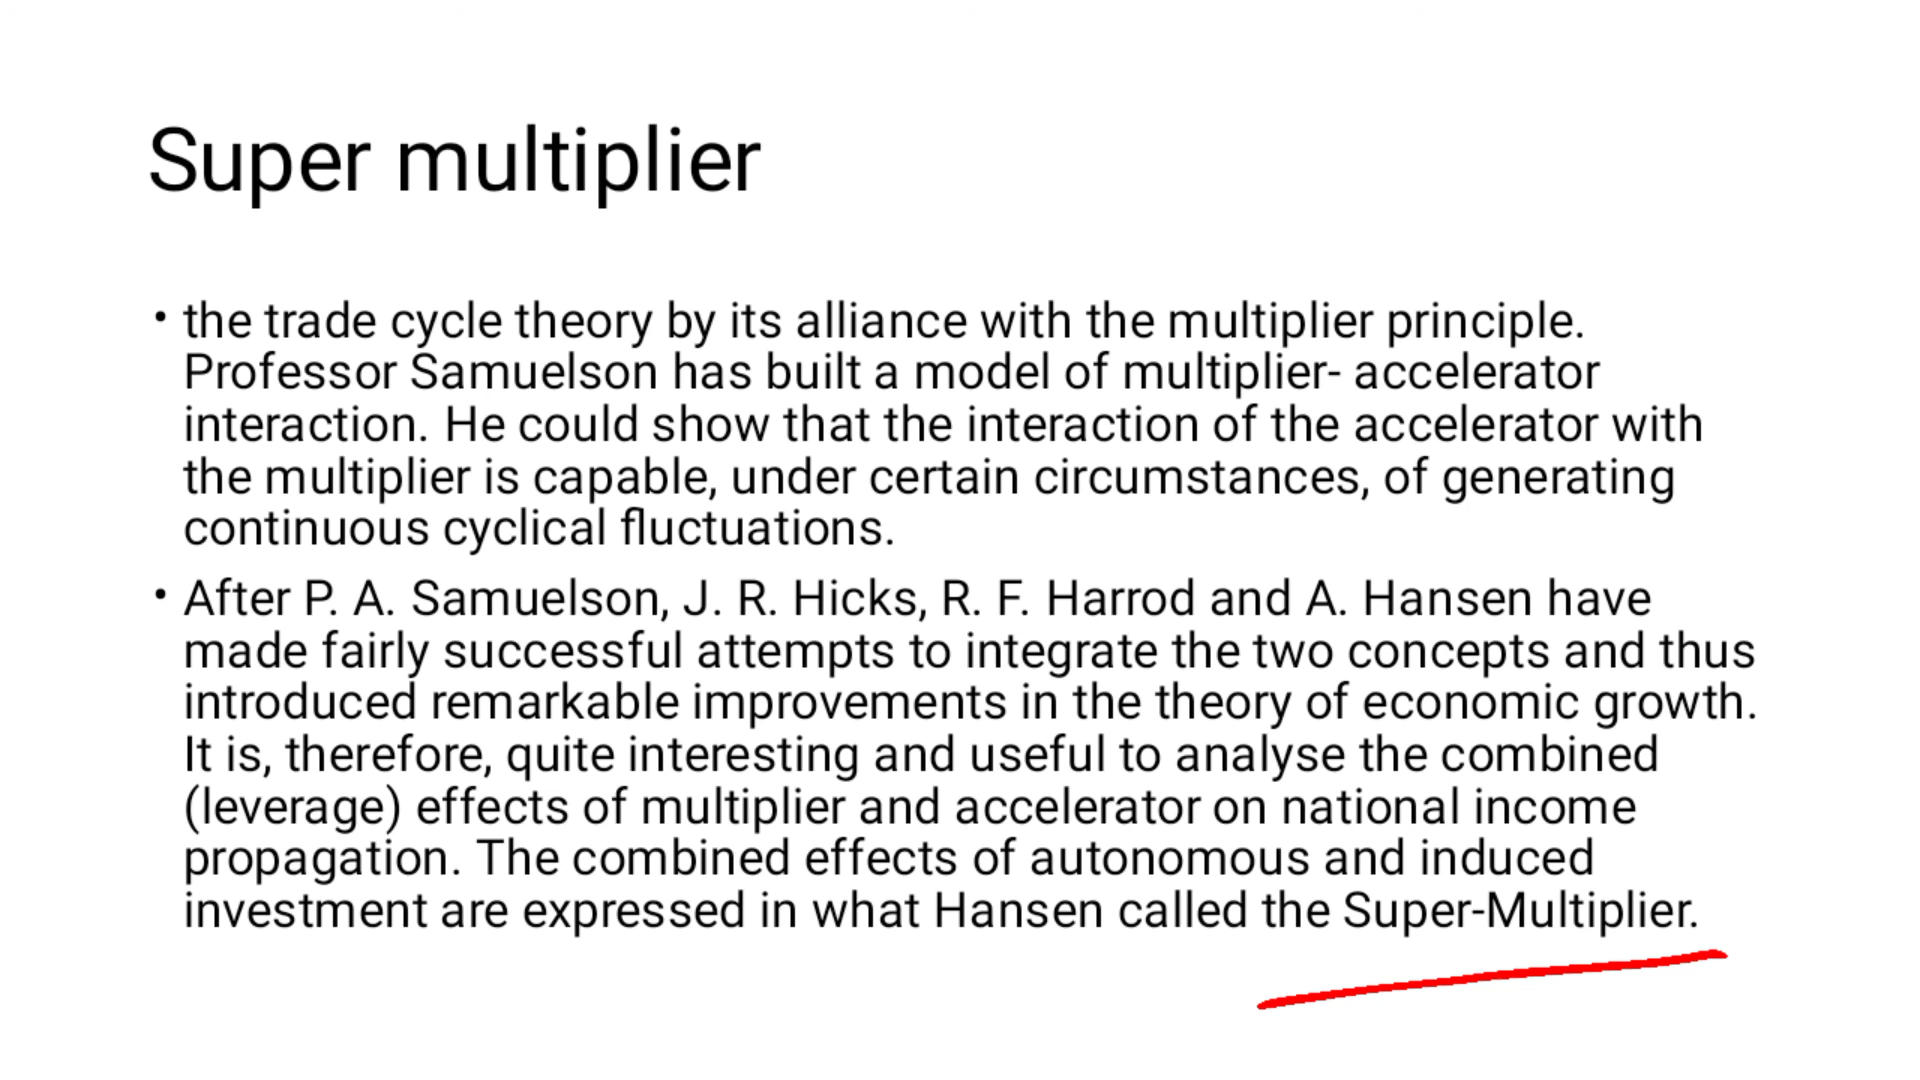 Super multiplier
• the trade cycle theory by its alliance with the multiplier principle.
Professor Samuelson has built a model of multiplier- accelerator
interaction. He could show that the interaction of the accelerator with
the multiplier is capable, under certain circumstances, of generating
continuous cyclical fluctuations.
• After P. A. Samuelson, J. R. Hicks, R. F. Harrod and A. Hansen have
made fairly successful attempts to integrate the two concepts and thus
introduced remarkable improvements in the theory of economic growth.
It is, therefore, quite interesting and useful to analyse the combined
(leverage) effects of multiplier and accelerator on national income
propagation. The combined effects of autonomous and induced
investment are expressed in what Hansen called the Super-Multiplier.